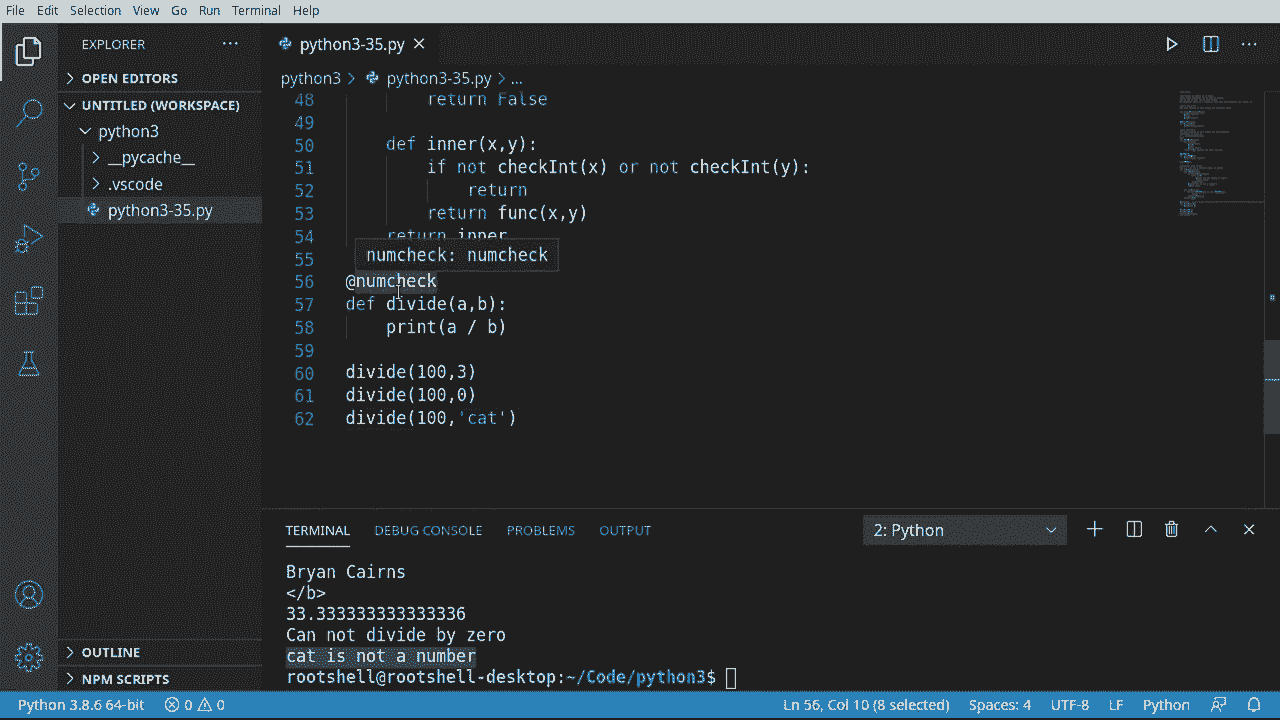 File Edit Selection View Go Run Terminal Help
EXPLORER
OPEN EDITORS
UNTITLED (WORKSPACE)
python3
__pycache__
.vscode
python3-35.py
OUTLINE
NPM SCRIPTS
python3-35.py
python3 > python3-35.py > ...
48 return False
49
50 def inner(x,y):
51 if not checkInt(x) or not checkInt(y):
52 return
53 return func(x,y)
54 return inner
55
numcheck: numcheck
56 @numcheck
57 def divide(a,b):
58 print(a / b)
59
60 divide(100,3)
61 divide(100,0)
62 divide(100,'cat')
TERMINAL DEBUG CONSOLE PROBLEMS OUTPUT 2: Python
Bryan Cairns
</b>
33.333333333333336
Can not divide by zero
cat is not a number
rootshell@rootshell-desktop:~/Code/python3$
Python 3.8.6 64-bit 0 0 Ln 56, Col 10 (8 selected) Spaces: 4 UTF-8 LF Python